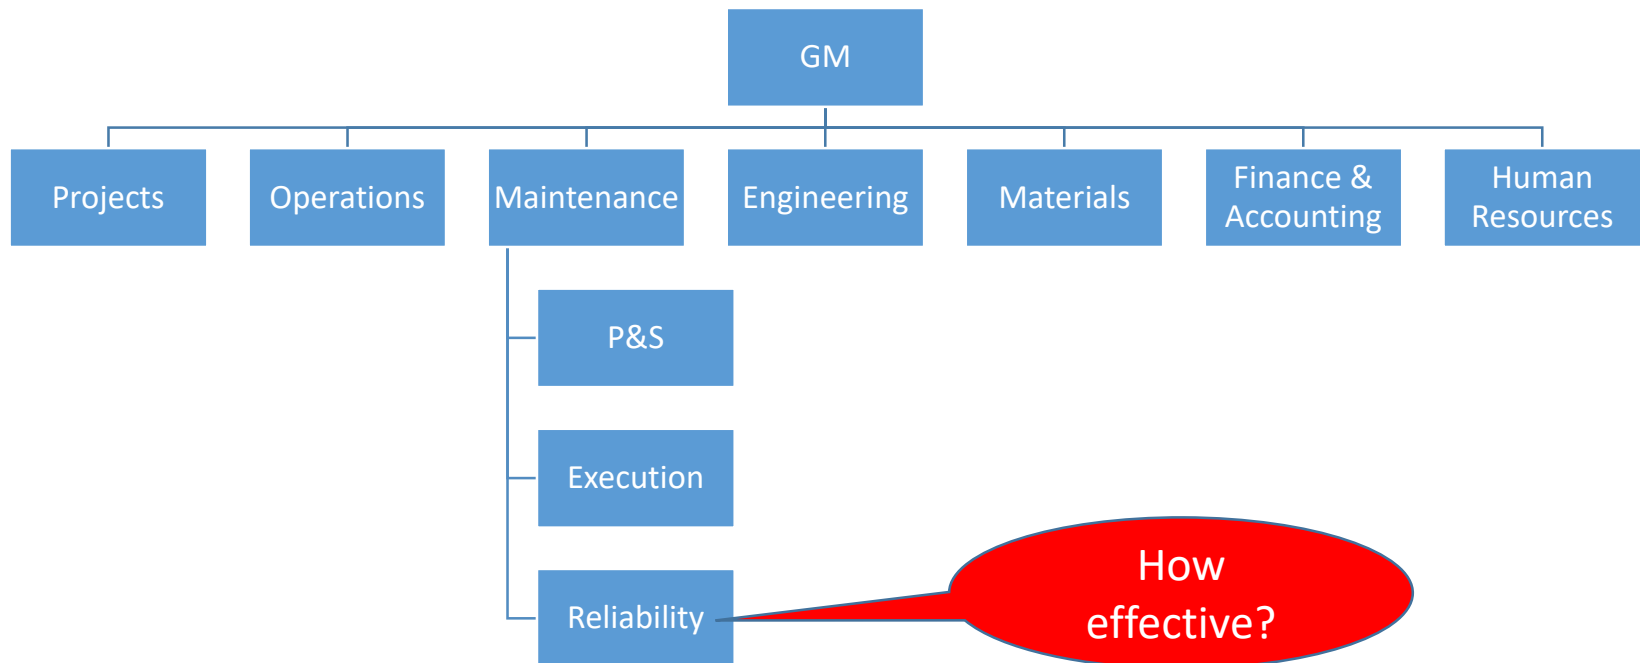 GM
Projects
Operations
Maintenance
Engineering
Materials
Finance &
Accounting
Human
Resources
P&S
Execution
Reliability
How
effective?